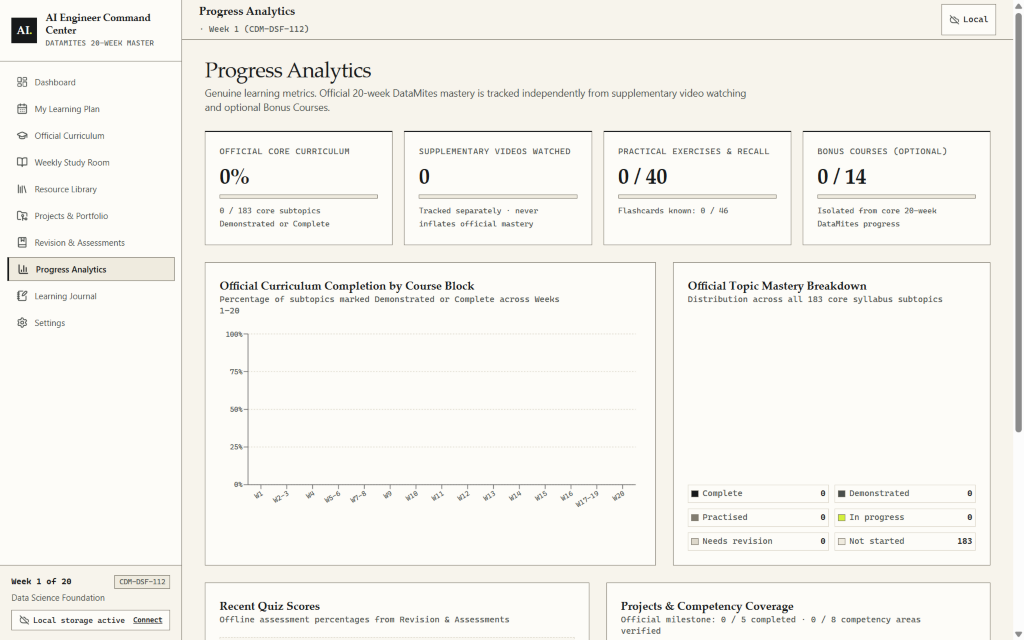 AI.
AI Engineer Command
Center
DATAMITES 20-WEEK MASTER
Dashboard
My Learning Plan
Official Curriculum
Weekly Study Room
Resource Library
Projects & Portfolio
Revision & Assessments
Progress Analytics
Learning Journal
Settings
Week 1 of 20
CDM-DSF-112
Data Science Foundation
Local storage active
Connect
Progress Analytics
· Week 1 (CDM-DSF-112)
Local
Progress Analytics
Genuine learning metrics. Official 20-week DataMites mastery is tracked independently from supplementary video watching
and optional Bonus Courses.
OFFICIAL CORE CURRICULUM
0%
0 / 183 core subtopics
Demonstrated or Complete
SUPPLEMENTARY VIDEOS WATCHED
0
Tracked separately · never
inflates official mastery
PRACTICAL EXERCISES & RECALL
0 / 40
Flashcards known: 0 / 46
BONUS COURSES (OPTIONAL)
0 / 14
Isolated from core 20-week
DataMites progress
Official Curriculum Completion by Course Block
Percentage of subtopics marked Demonstrated or Complete across Weeks
1–20
100%
75%
50%
25%
0%
W1
W2-3
W4
W5-6
W7-8
W9
W10
W11
W12
W13
W14
W15
W16
W17-19
W20
Official Topic Mastery Breakdown
Distribution across all 183 core syllabus subtopics
Complete 0
Demonstrated 0
Practised 0
In progress 0
Needs revision 0
Not started 183
Recent Quiz Scores
Offline assessment percentages from Revision & Assessments
Projects & Competency Coverage
Official milestone: 0 / 5 completed · 0 / 8 competency areas
verified